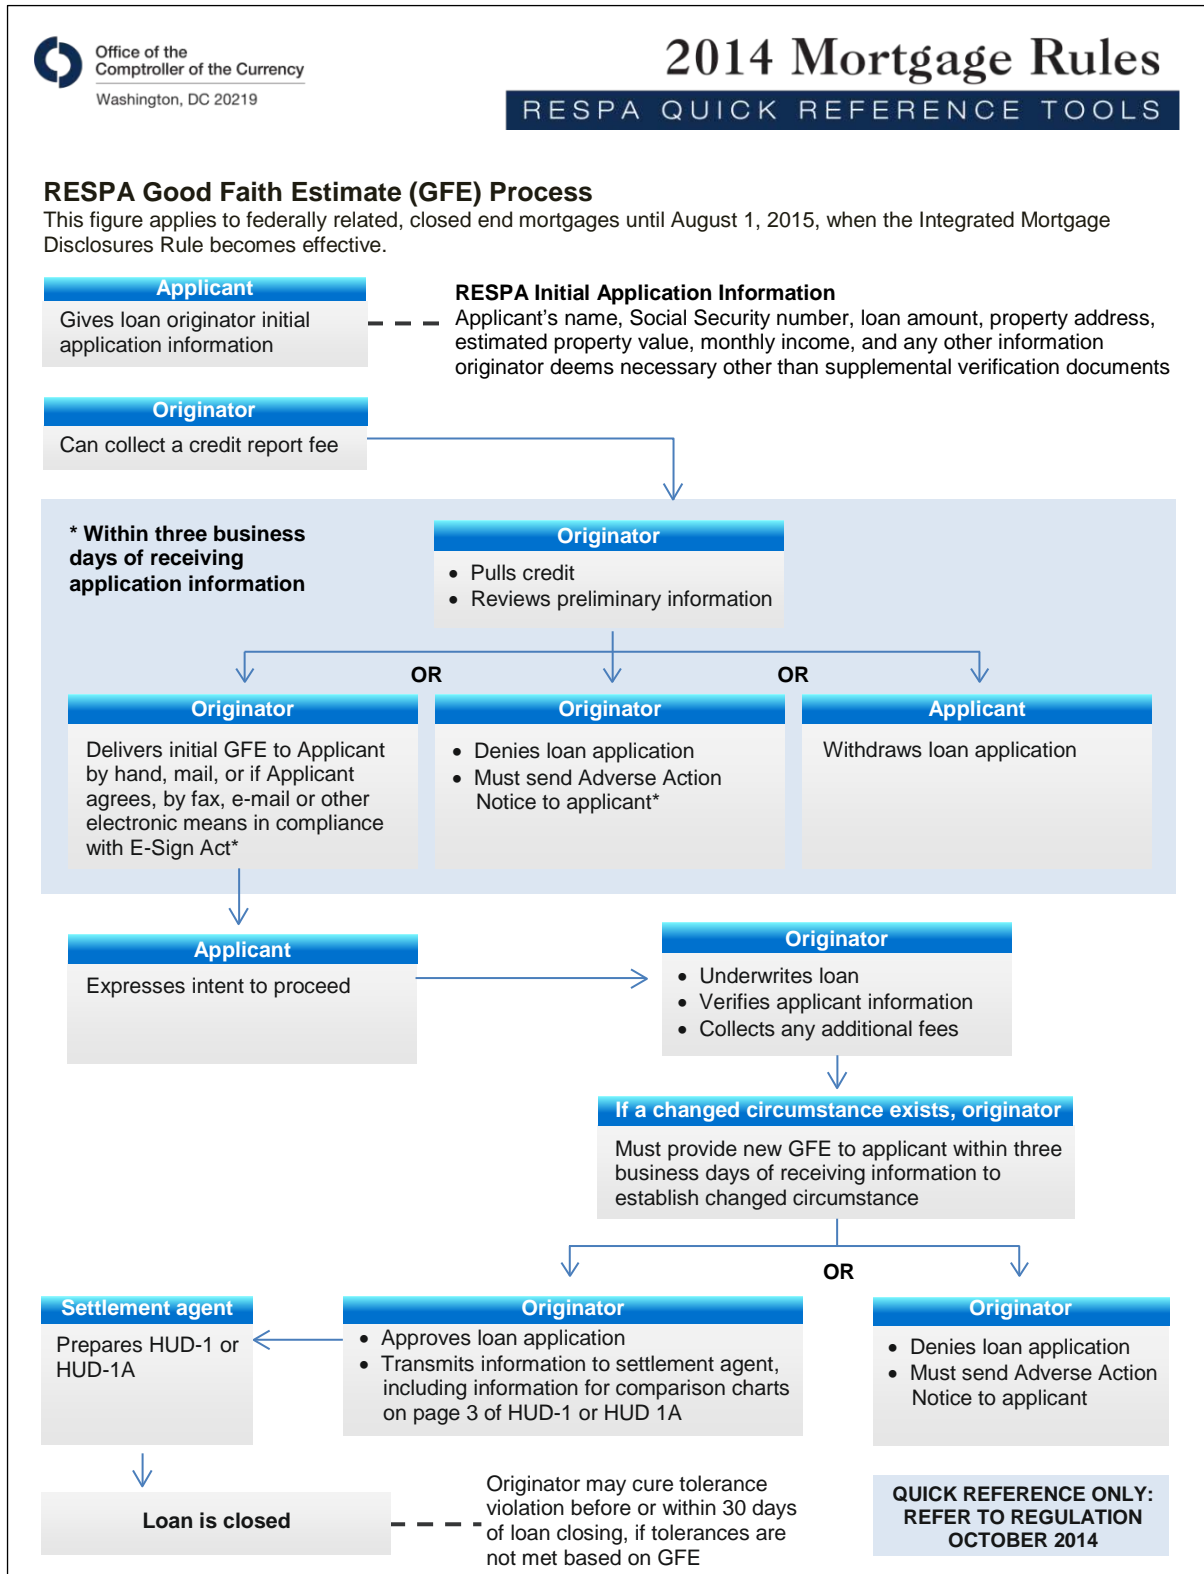 Office of the
Comptroller of the Currency
Washington, DC 20219
2014 Mortgage Rules
RESPA QUICK REFERENCE TOOLS
RESPA Good Faith Estimate (GFE) Process
This figure applies to federally related, closed end mortgages until August 1, 2015, when the Integrated Mortgage
Disclosures Rule becomes effective.
Applicant
Gives loan originator initial
application information
RESPA Initial Application Information
Applicant's name, Social Security number, loan amount, property address,
estimated property value, monthly income, and any other information
originator deems necessary other than supplemental verification documents
Originator
Can collect a credit report fee
* Within three business
days of receiving
application information
Originator
• Pulls credit
• Reviews preliminary information
OR
OR
Originator
Delivers initial GFE to Applicant
by hand, mail, or if Applicant
agrees, by fax, e-mail or other
electronic means in compliance
with E-Sign Act*
Originator
• Denies loan application
• Must send Adverse Action
Notice to applicant*
Applicant
Withdraws loan application
Applicant
Expresses intent to proceed
Originator
• Underwrites loan
• Verifies applicant information
• Collects any additional fees
If a changed circumstance exists, originator
Must provide new GFE to applicant within three
business days of receiving information to
establish changed circumstance
OR
Settlement agent
Prepares HUD-1 or
HUD-1A
Originator
• Approves loan application
• Transmits information to settlement agent,
including information for comparison charts
on page 3 of HUD-1 or HUD 1A
Originator
• Denies loan application
• Must send Adverse Action
Notice to applicant
Loan is closed
Originator may cure tolerance
violation before or within 30 days
of loan closing, if tolerances are
not met based on GFE
QUICK REFERENCE ONLY:
REFER TO REGULATION
OCTOBER 2014